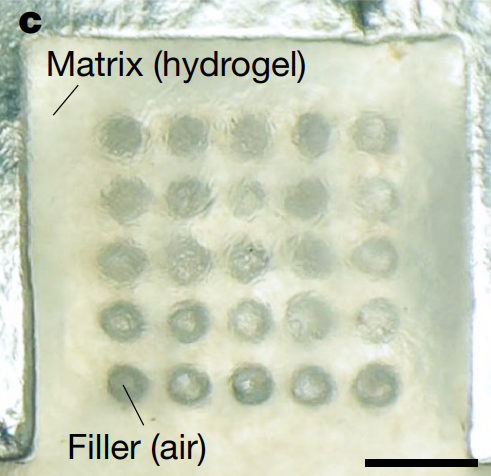 c
Matrix (hydrogel)
Filler (air)